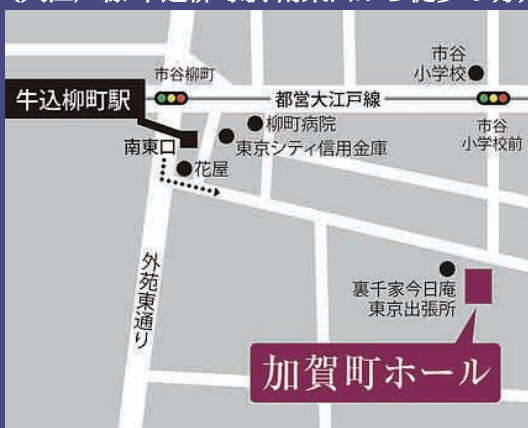 市谷
小学校
市谷柳町
牛込柳町駅
都営大江戸線
市谷
小学校前
柳町病院
東京シティ信用金庫
南東口
花屋
外苑東通り
裏千家今日庵
東京出張所
加賀町ホール